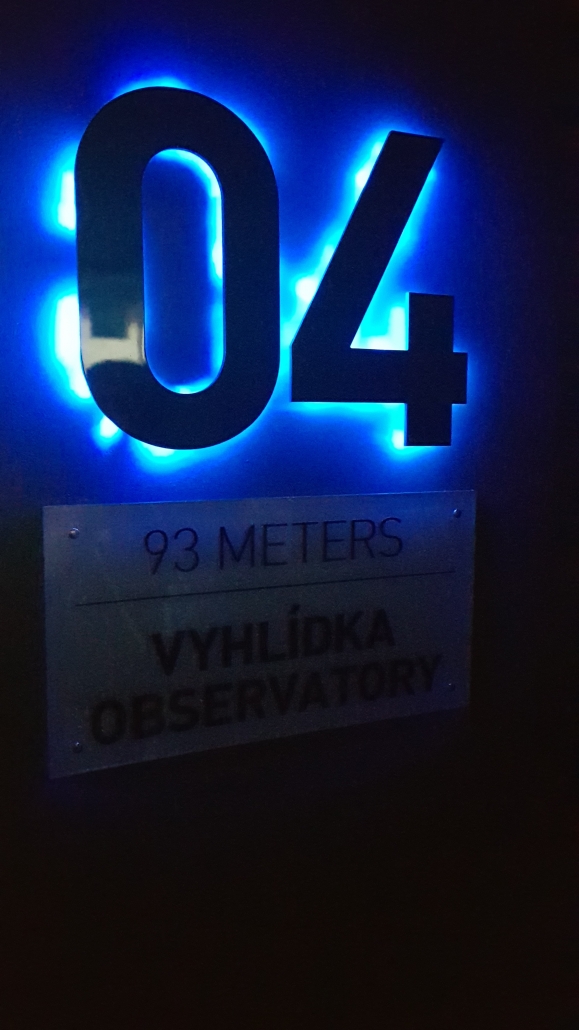 04
93 METERS
VYHLÍDKA
OBSERVATORY